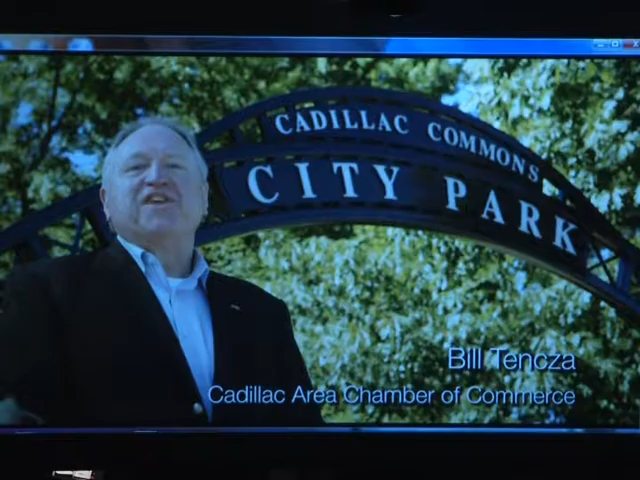 CADILLAC COMMONS
CITY PARK
Bill Tencza
Cadillac Area Chamber of Commerce